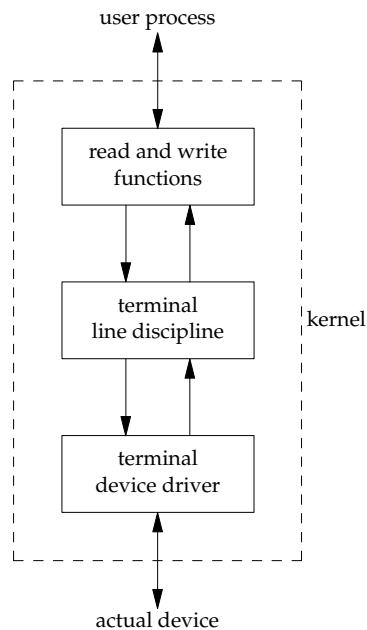 user process
read and write
functions
terminal
line discipline
kernel
terminal
device driver
actual device